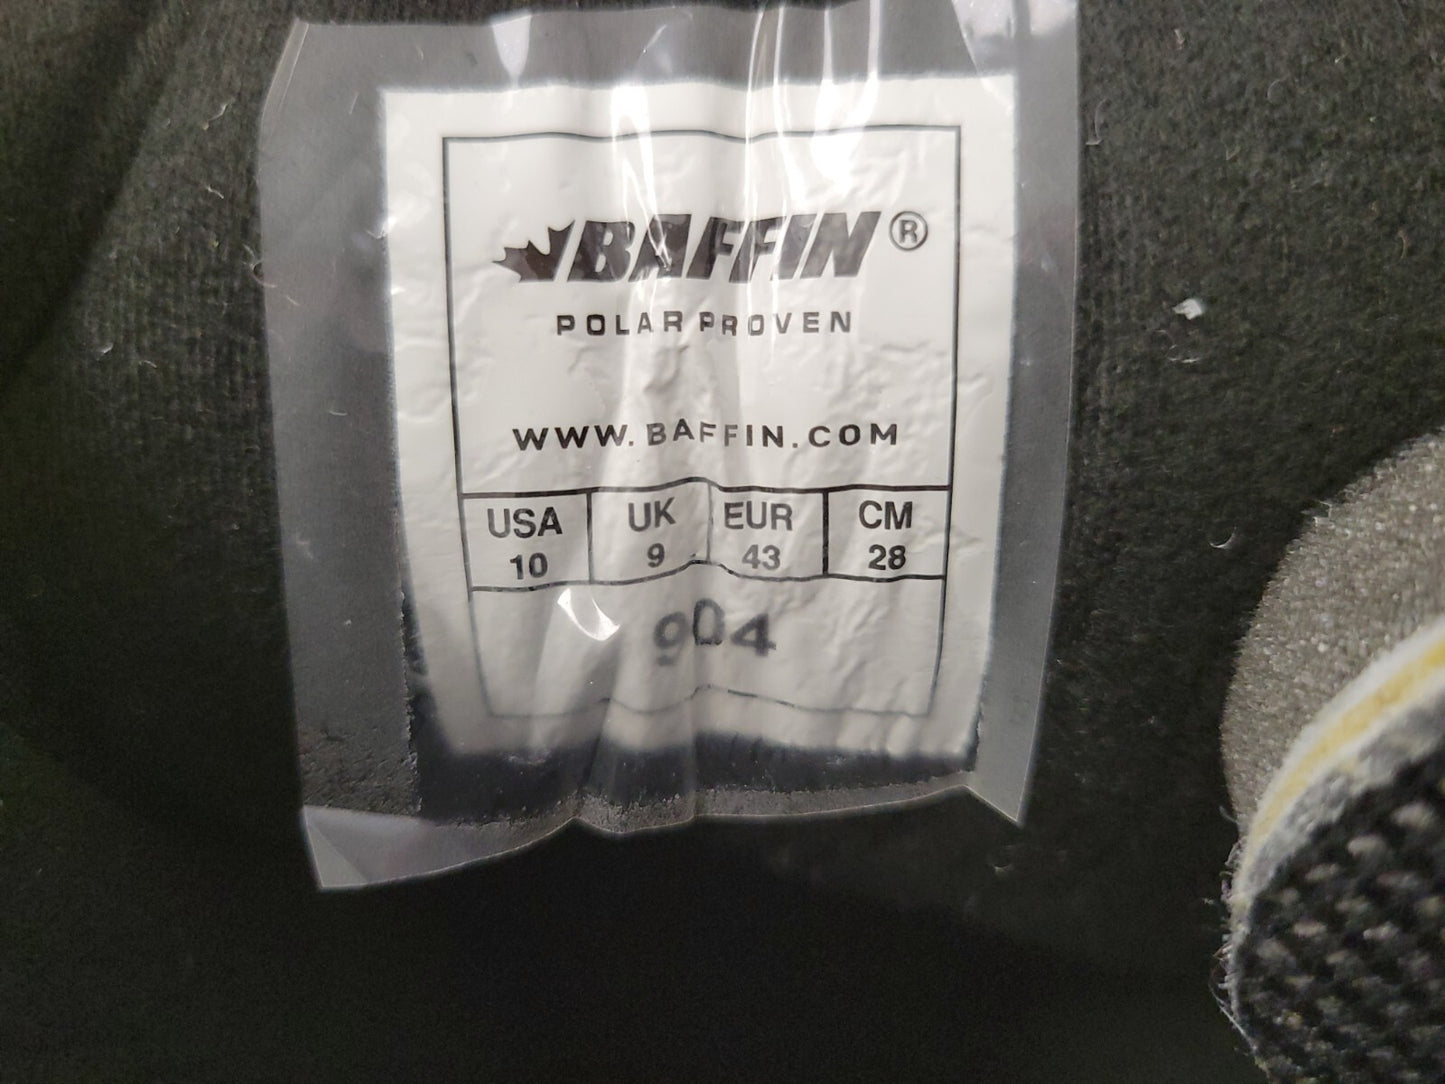 BAFFIN®
POLAR PROVEN
WWW.BAFFIN.COM
USA UK EUR CM
10 9 43 28
904